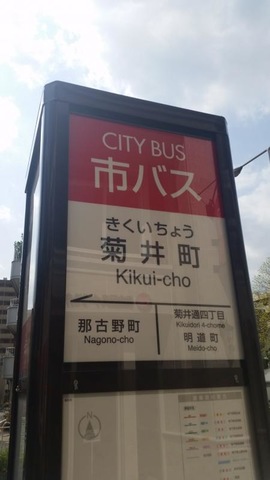 CITY BUS
市バス
きくいちょう
菊井町
Kikui-cho
那古野町
Nagono-cho
菊井通四丁目
Kikuidori 4-chome
明道町
Meido-cho
N